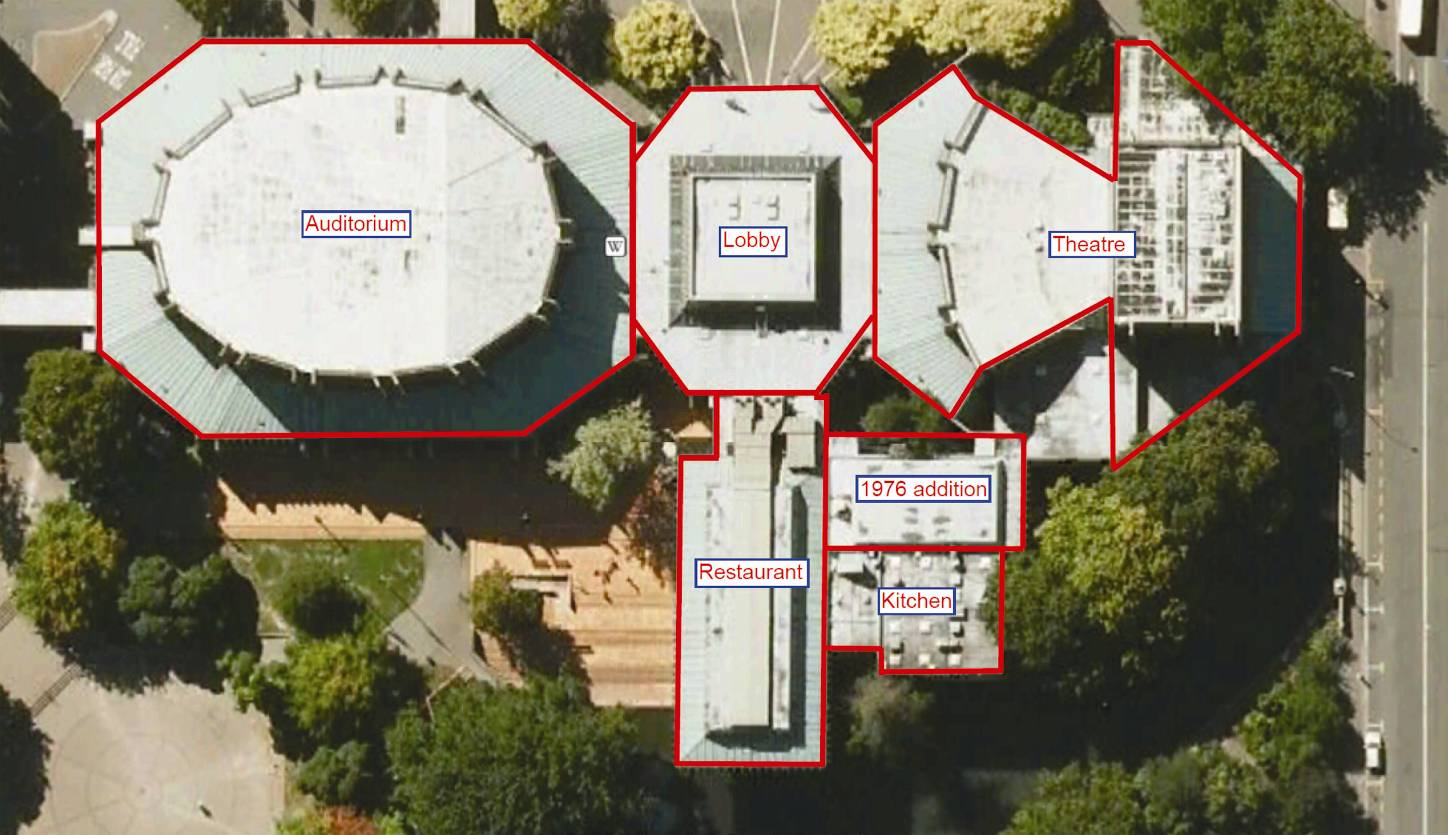 Auditorium
W
Lobby
Theatre
1976 addition
Restaurant
Kitchen